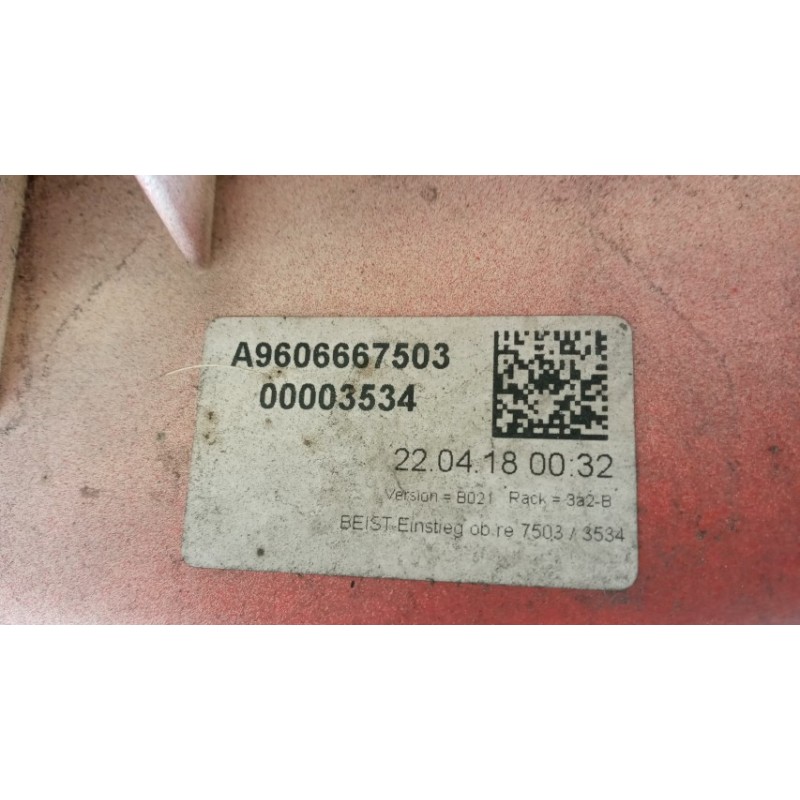 A9606667503
00003534
22.04.18 00:32
Version = B021 Rack = 3a2-B
BEIST-Einstieg ob.re 7503 / 3534